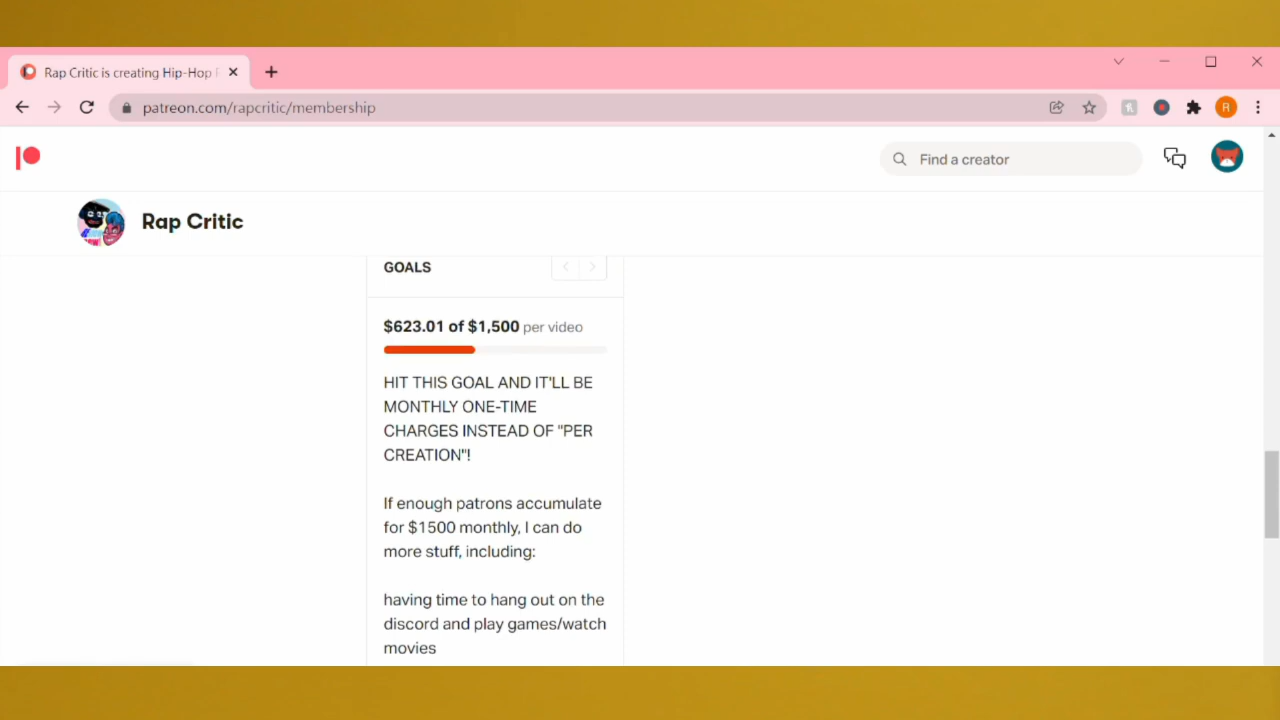 Rap Critic is creating Hip-Hop
patreon.com/rapcritic/membership
R
Find a creator
Rap Critic
GOALS
$623.01 of $1,500 per video
HIT THIS GOAL AND IT'LL BE
MONTHLY ONE-TIME
CHARGES INSTEAD OF "PER
CREATION"!
If enough patrons accumulate
for $1500 monthly, I can do
more stuff, including:
having time to hang out on the
discord and play games/watch
movies